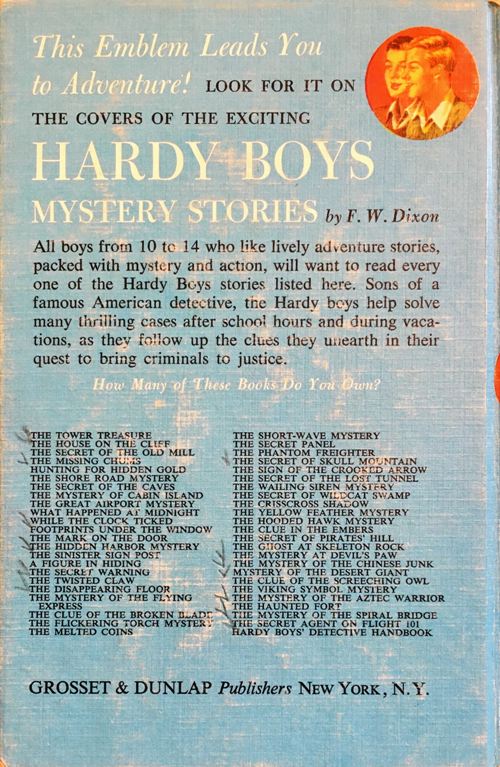 This Emblem Leads You
to Adventure! LOOK FOR IT ON
THE COVERS OF THE EXCITING
HARDY BOYS
MYSTERY STORIES by F. W. Dixon
All boys from 10 to 14 who like lively adventure stories,
packed with mystery and action, will want to read every
one of the Hardy Boys stories listed here. Sons of a
famous American detective, the Hardy boys help solve
many thrilling cases after school hours and during vaca-
tions, as they follow up the clues they unearth in their
quest to bring criminals to justice.
How Many of These Books Do You Own?
THE TOWER TREASURE
THE HOUSE ON THE CLIFF
THE SECRET OF THE OLD MILL
THE MISSING CHUMS
HUNTING FOR HIDDEN GOLD
THE SHORE ROAD MYSTERY
THE SECRET OF THE CAVES
THE MYSTERY OF CABIN ISLAND
THE GREAT AIRPORT MYSTERY
WHAT HAPPENED AT MIDNIGHT
WHILE THE CLOCK TICKED
FOOTPRINTS UNDER THE WINDOW
THE MARK ON THE DOOR
THE HIDDEN HARBOR MYSTERY
THE SINISTER SIGN POST
A FIGURE IN HIDING
THE SECRET WARNING
THE TWISTED CLAW
THE DISAPPEARING FLOOR
THE MYSTERY OF THE FLYING
EXPRESS
THE CLUE OF THE BROKEN BLADE
THE FLICKERING TORCH MYSTERY
THE MELTED COINS
THE SHORT-WAVE MYSTERY
THE SECRET PANEL
THE PHANTOM FREIGHTER
THE SECRET OF SKULL MOUNTAIN
THE SIGN OF THE CROOKED ARROW
THE SECRET OF THE LOST TUNNEL
THE WAILING SIREN MYSTERY
THE SECRET OF WILDCAT SWAMP
THE CRISSCROSS SHADOW
THE YELLOW FEATHER MYSTERY
THE HOODED HAWK MYSTERY
THE CLUE IN THE EMBERS
THE SECRET OF PIRATES' HILL
THE GHOST AT SKELETON ROCK
THE MYSTERY AT DEVIL'S PAW
THE MYSTERY OF THE CHINESE JUNK
MYSTERY OF THE DESERT GIANT
THE CLUE OF THE SCREECHING OWL
THE VIKING SYMBOL MYSTERY
THE MYSTERY OF THE AZTEC WARRIOR
THE HAUNTED FORT
THE MYSTERY OF THE SPIRAL BRIDGE
THE SECRET AGENT ON FLIGHT 101
HARDY BOYS' DETECTIVE HANDBOOK
GROSSET & DUNLAP Publishers NEW YORK, N.Y.